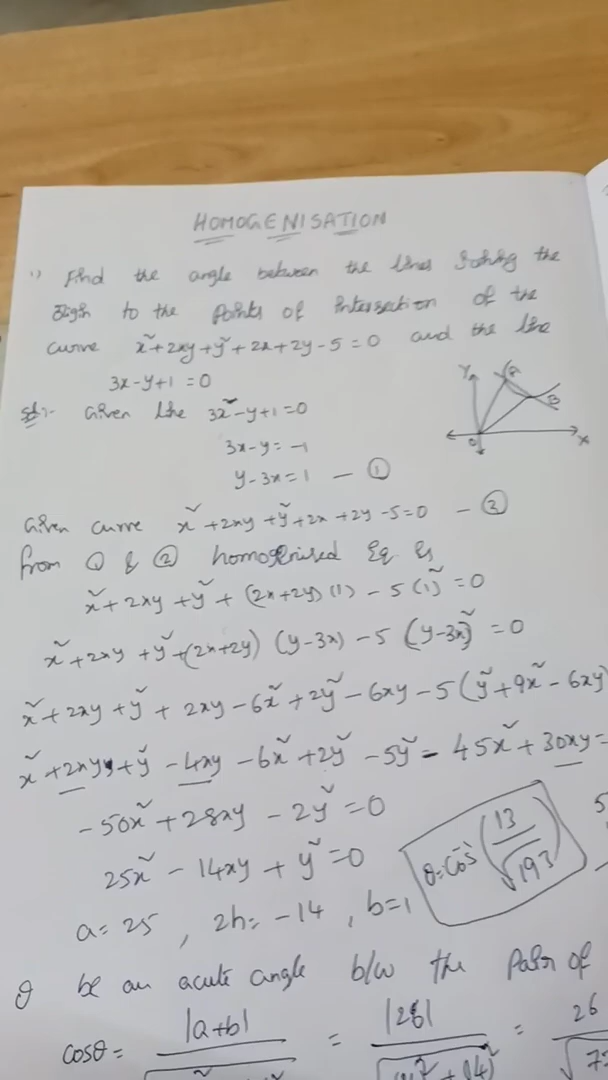 HOMOGENISATION
1) Find the angle between the lines Joining the
Origin to the Points of intersection of the
curve x²+2xy+y²+2x+2y-5=0 and the line
3x-y+1=0
Sol:- Given the 3x²-y+1=0
3x-y=-1
y-3x=1 — ①
Y
A
B
O
X
Given curve x²+2xy+y²+2x+2y-5=0 — ②
from ① & ② homogenised Eq is
x²+2xy+y²+(2x+2y)(1)-5(1)²=0
x²+2xy+y²+(2x+2y)(y-3x)-5(y-3x)²=0
x²+2xy+y²+2xy-6x²+2y²-6xy-5(y²+9x²-6xy)
x²+2xy+y²-4xy-6x²+2y²-5y²-45x²+30xy=
-50x²+28xy-2y²=0
25x²-14xy+y²=0
θ=Cos⁻¹(13/√193)
5
a=25, 2h=-14, b=1
θ be an acute angle b/w the Pair of
cosθ = |a+b| = |26| = 26